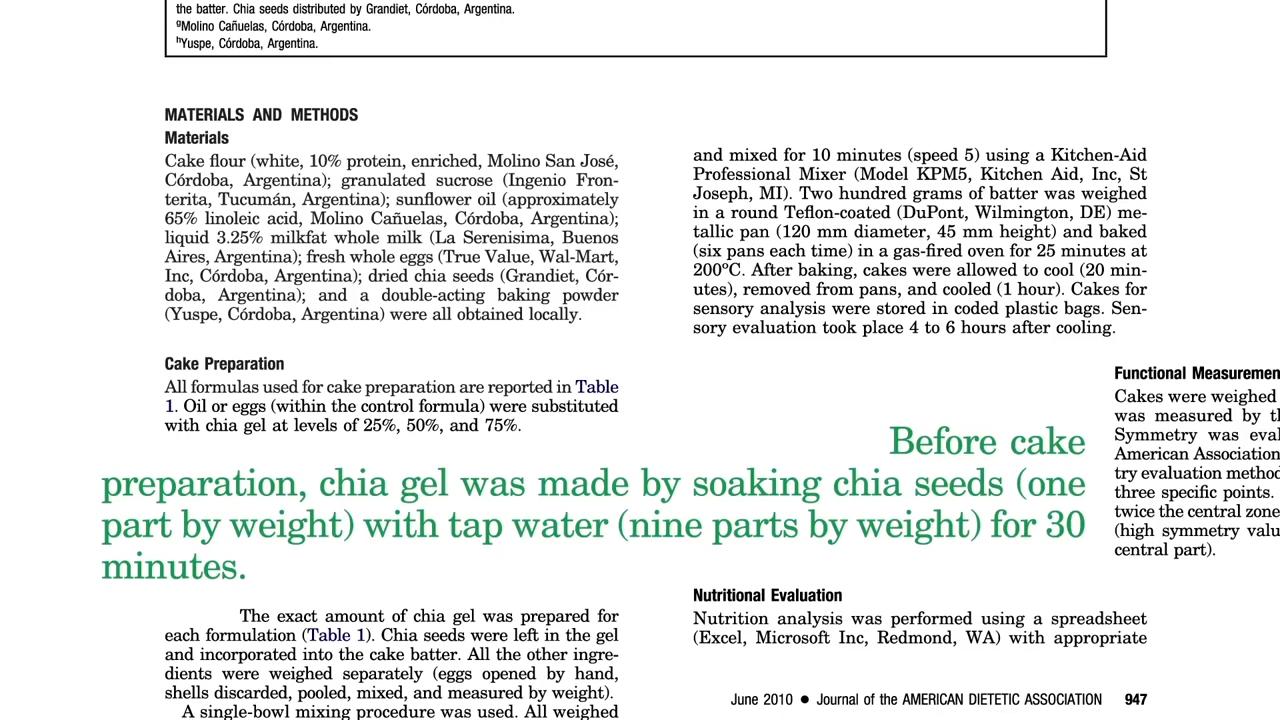 the batter. Chia seeds distributed by Grandiet, Córdoba, Argentina.
gMolino Cañuelas, Córdoba, Argentina.
hYuspe, Córdoba, Argentina.
MATERIALS AND METHODS
Materials
Cake flour (white, 10% protein, enriched, Molino San José,
Córdoba, Argentina); granulated sucrose (Ingenio Fron-
terita, Tucumán, Argentina); sunflower oil (approximately
65% linoleic acid, Molino Cañuelas, Córdoba, Argentina);
liquid 3.25% milkfat whole milk (La Serenisima, Buenos
Aires, Argentina); fresh whole eggs (True Value, Wal-Mart,
Inc, Córdoba, Argentina); dried chia seeds (Grandiet, Cór-
doba, Argentina); and a double-acting baking powder
(Yuspe, Córdoba, Argentina) were all obtained locally.
Cake Preparation
All formulas used for cake preparation are reported in Table
1. Oil or eggs (within the control formula) were substituted
with chia gel at levels of 25%, 50%, and 75%.
Before cake
preparation, chia gel was made by soaking chia seeds (one
part by weight) with tap water (nine parts by weight) for 30
minutes.
The exact amount of chia gel was prepared for
each formulation (Table 1). Chia seeds were left in the gel
and incorporated into the cake batter. All the other ingre-
dients were weighed separately (eggs opened by hand,
shells discarded, pooled, mixed, and measured by weight).
A single-bowl mixing procedure was used. All weighed
and mixed for 10 minutes (speed 5) using a Kitchen-Aid
Professional Mixer (Model KPM5, Kitchen Aid, Inc, St
Joseph, MI). Two hundred grams of batter was weighed
in a round Teflon-coated (DuPont, Wilmington, DE) me-
tallic pan (120 mm diameter, 45 mm height) and baked
(six pans each time) in a gas-fired oven for 25 minutes at
200ºC. After baking, cakes were allowed to cool (20 min-
utes), removed from pans, and cooled (1 hour). Cakes for
sensory analysis were stored in coded plastic bags. Sen-
sory evaluation took place 4 to 6 hours after cooling.
Nutritional Evaluation
Nutrition analysis was performed using a spreadsheet
(Excel, Microsoft Inc, Redmond, WA) with appropriate
Functional Measuremen
Cakes were weighed
was measured by t
Symmetry was eval
American Association
try evaluation method
three specific points.
twice the central zone
(high symmetry valu
central part).
June 2010 ● Journal of the AMERICAN DIETETIC ASSOCIATION 947